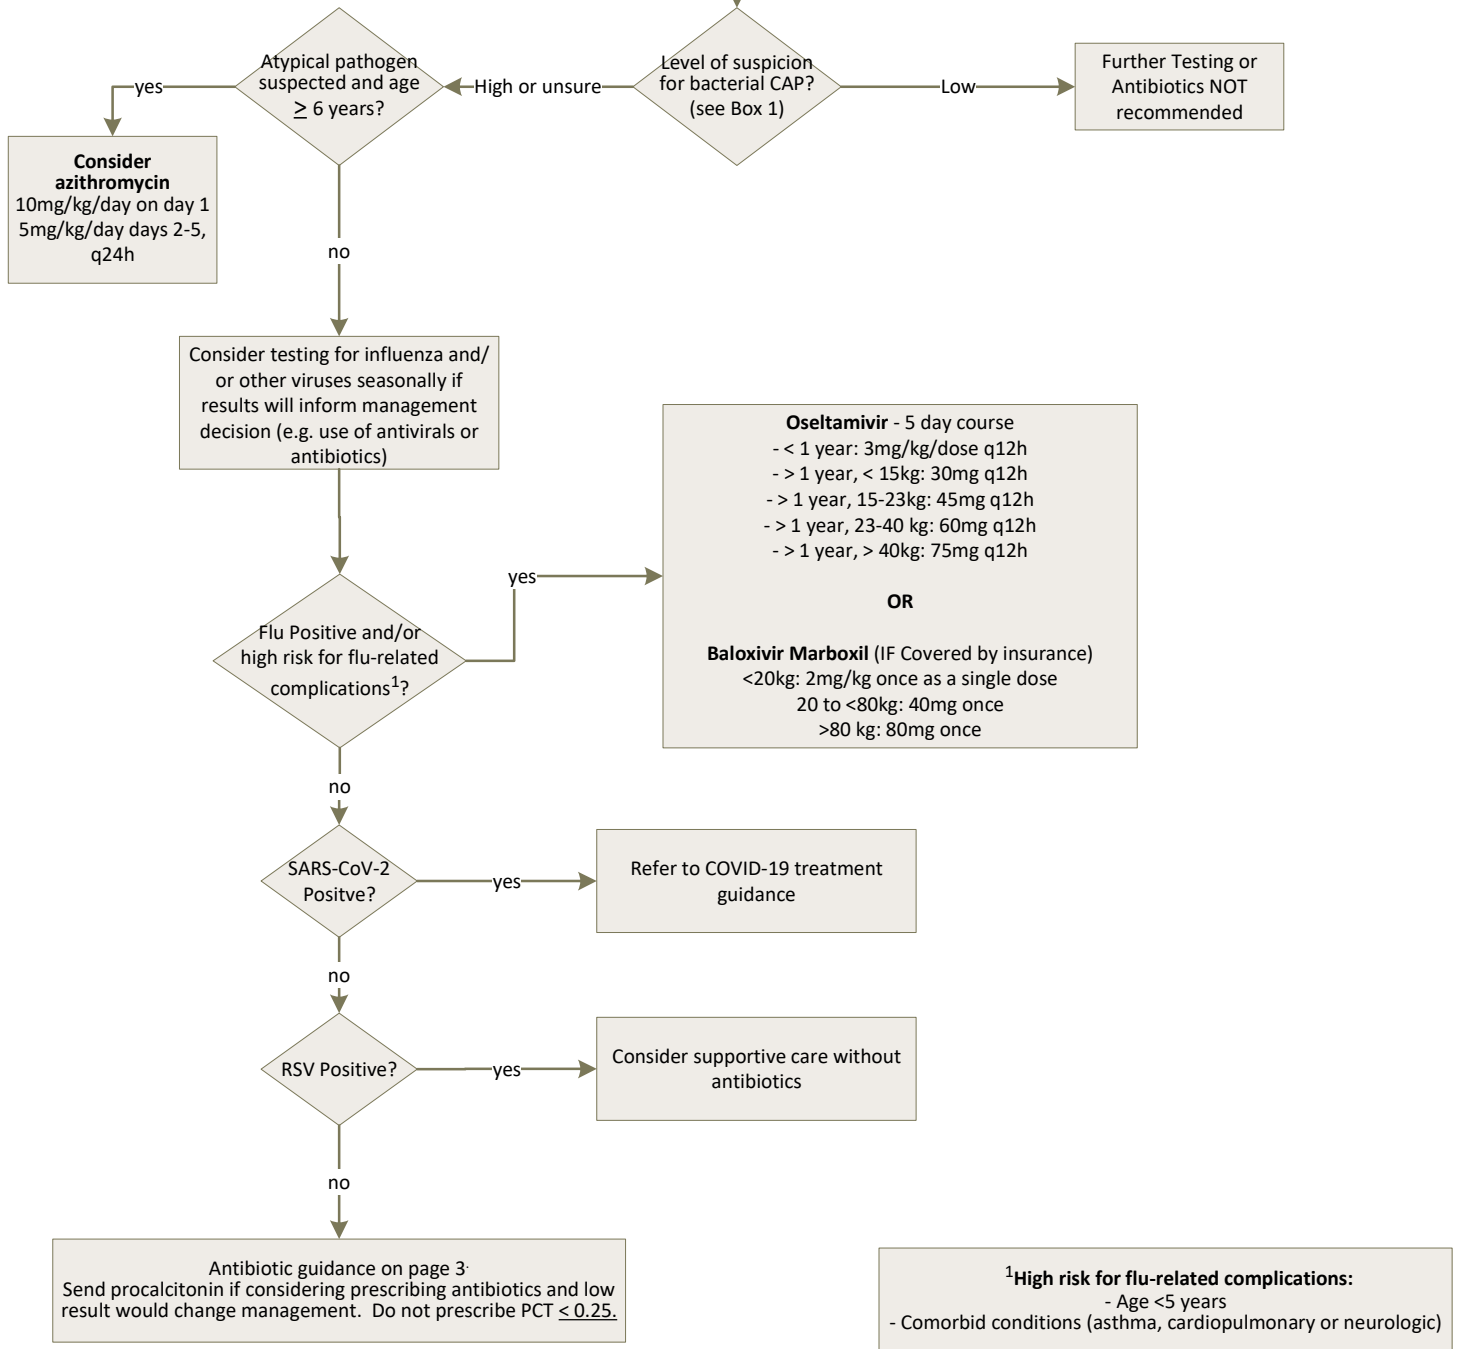 Atypical pathogen
suspected and age
≥ 6 years?
Level of suspicion
for bacterial CAP?
(see Box 1)
Further Testing or
Antibiotics NOT
recommended
yes
High or unsure
Low
Consider
azithromycin
10mg/kg/day on day 1
5mg/kg/day days 2-5,
q24h
no
Consider testing for influenza and/
or other viruses seasonally if
results will inform management
decision (e.g. use of antivirals or
antibiotics)
Oseltamivir - 5 day course
- < 1 year: 3mg/kg/dose q12h
- > 1 year, < 15kg: 30mg q12h
- > 1 year, 15-23kg: 45mg q12h
- > 1 year, 23-40 kg: 60mg q12h
- > 1 year, > 40kg: 75mg q12h
OR
Baloxivir Marboxil (IF Covered by insurance)
<20kg: 2mg/kg once as a single dose
20 to <80kg: 40mg once
>80 kg: 80mg once
yes
Flu Positive and/or
high risk for flu-related
complications¹?
no
SARS-CoV-2
Positve?
yes
Refer to COVID-19 treatment
guidance
no
RSV Positive?
yes
Consider supportive care without
antibiotics
no
Antibiotic guidance on page 3.
Send procalcitonin if considering prescribing antibiotics and low
result would change management.  Do not prescribe PCT < 0.25.
¹High risk for flu-related complications:
- Age <5 years
- Comorbid conditions (asthma, cardiopulmonary or neurologic)